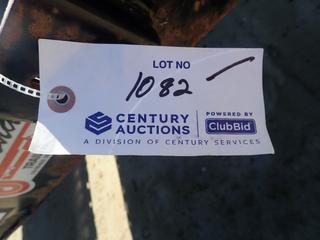 LOT NO
1082
CENTURY AUCTIONS
POWERED BY
ClubBid
A DIVISION OF CENTURY SERVICES